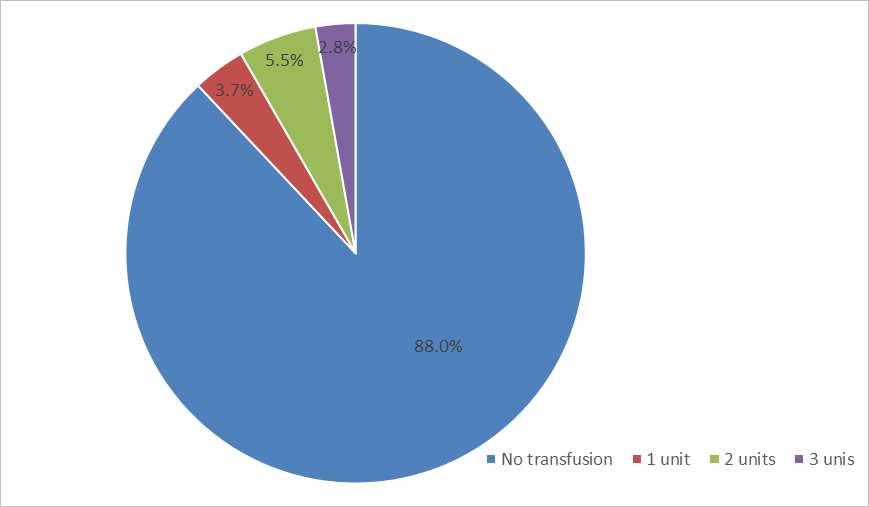 2.8%
5.5%
3.7%
88.0%
No transfusion 1 unit 2 units 3 unis